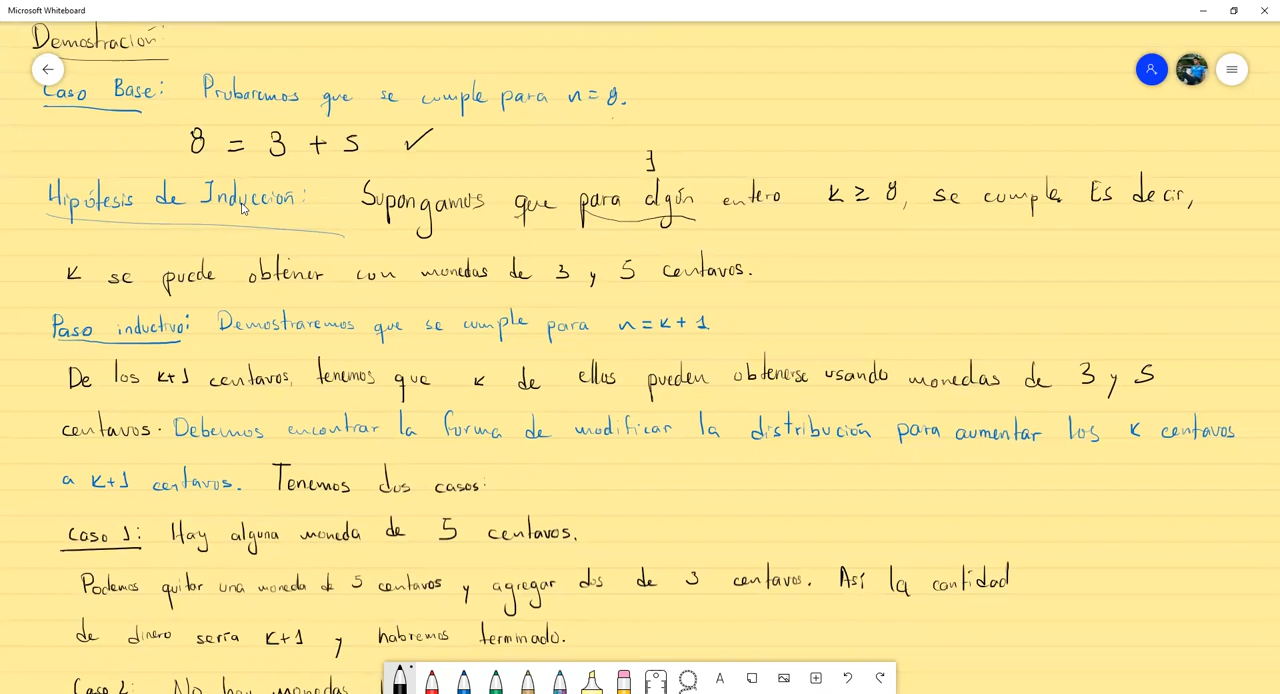 Microsoft Whiteboard
Demostración:
Caso Base: Probaremos que se cumple para n=8.
8 = 3 + 5 ✓
∃
Hipótesis de Inducción: Supongamos que para algún entero K ≥ 8, se cumple. Es decir,
K se puede obtener con monedas de 3 y 5 centavos.
Paso inductivo: Demostraremos que se cumple para n=K+1
De los K+1 centavos, tenemos que K de ellos pueden obtenerse usando monedas de 3 y 5
centavos. Debemos encontrar la forma de modificar la distribución para aumentar los K centavos
a K+1 centavos. Tenemos dos casos:
Caso 1: Hay alguna moneda de 5 centavos.
Podemos quitar una moneda de 5 centavos y agregar dos de 3 centavos. Así la cantidad
de dinero sería K+1 y habremos terminado.
Caso 2: No hay monedas